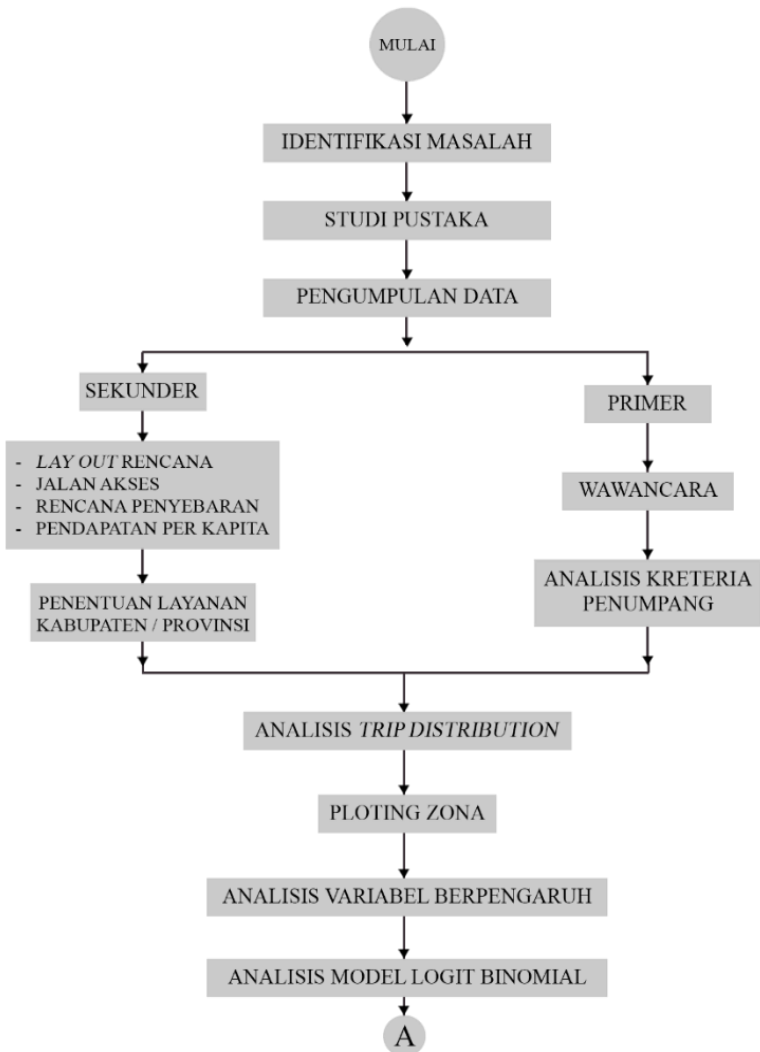 MULAI
IDENTIFIKASI MASALAH
STUDI PUSTAKA
PENGUMPULAN DATA
SEKUNDER
- LAY OUT RENCANA
- JALAN AKSES
- RENCANA PENYEBARAN
- PENDAPATAN PER KAPITA
PENENTUAN LAYANAN
KABUPATEN / PROVINSI
PRIMER
WAWANCARA
ANALISIS KRETERIA
PENUMPANG
ANALISIS TRIP DISTRIBUTION
PLOTING ZONA
ANALISIS VARIABEL BERPENGARUH
ANALISIS MODEL LOGIT BINOMIAL
A